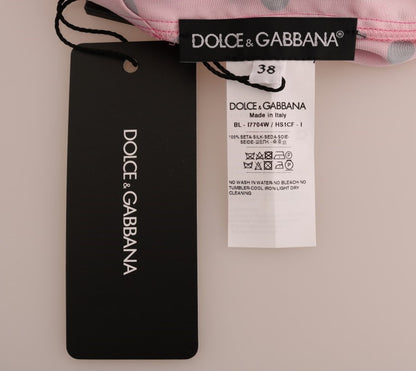 DOLCE & GABBANA®
38
DOLCE & GABBANA
Made in Italy
BL - I7704W / HS1CF - I
100% SETA-SILK-SEDA-SOIE-
NO WASH IN WATER-NO BLEACH-NO
TUMBLER-COOL IRON-LIGHT DRY
CLEANING
DOLCE & GABBANA